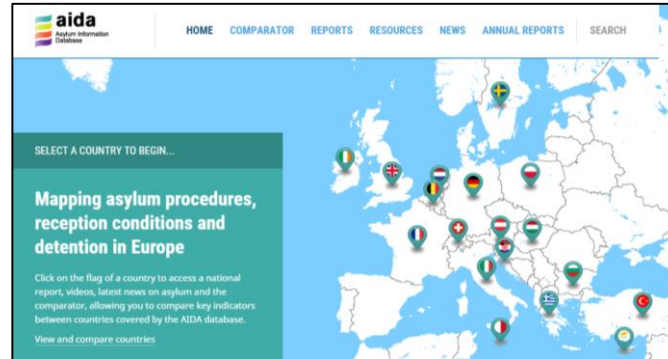 aida
Asylum Information
Database
HOME COMPARATOR REPORTS RESOURCES NEWS ANNUAL REPORTS SEARCH
SELECT A COUNTRY TO BEGIN...
Mapping asylum procedures,
reception conditions and
detention in Europe
Click on the flag of a country to access a national
report, videos, latest news on asylum and the
comparator, allowing you to compare key indicators
between countries covered by the AIDA database.
View and compare countries